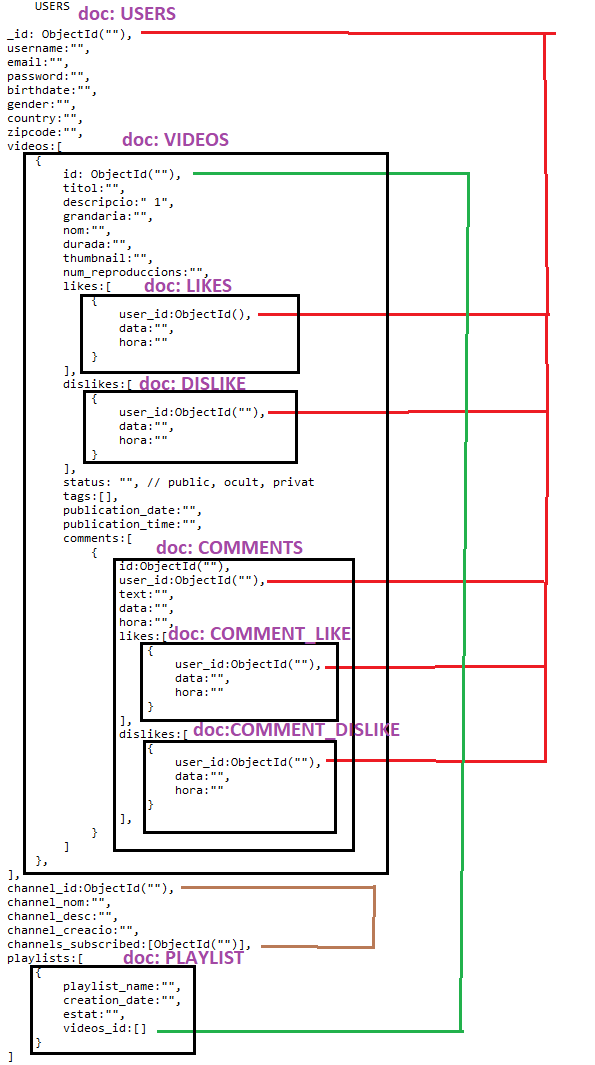 USERS doc: USERS
_id: ObjectId(""),
username:"",
email:"",
password:"",
birthdate:"",
gender:"",
country:"",
zipcode:"",
doc: VIDEOS
videos:[
{
id: ObjectId(""),
titol:"",
descripcio:" 1",
grandaria:"",
nom:"",
durada:"",
thumbnail:"",
num_reproduccions:"",
likes:[ doc: LIKES
{
user_id:ObjectId(),
data:"",
hora:""
}
],
dislikes:[ doc: DISLIKE
{
user_id:ObjectId(""),
data:"",
hora:""
}
],
status: "", // public, ocult, privat
tags:[],
publication_date:"",
publication_time:"",
comments:[
doc: COMMENTS
{
id:ObjectId(""),
user_id:ObjectId(""),
text:"",
data:"",
hora:"",
likes:[ doc: COMMENT_LIKE
{
user_id:ObjectId(""),
data:"",
hora:""
}
],
dislikes:[ doc:COMMENT_DISLIKE
{
user_id:ObjectId(""),
data:"",
hora:""
}
],
}
]
},
],
channel_id:ObjectId(""),
channel_nom:"",
channel_desc:"",
channel_creacio:"",
channels_subscribed:[ObjectId("")],
playlists:[ doc: PLAYLIST
{
playlist_name:"",
creation_date:"",
estat:"",
videos_id:[]
}
]